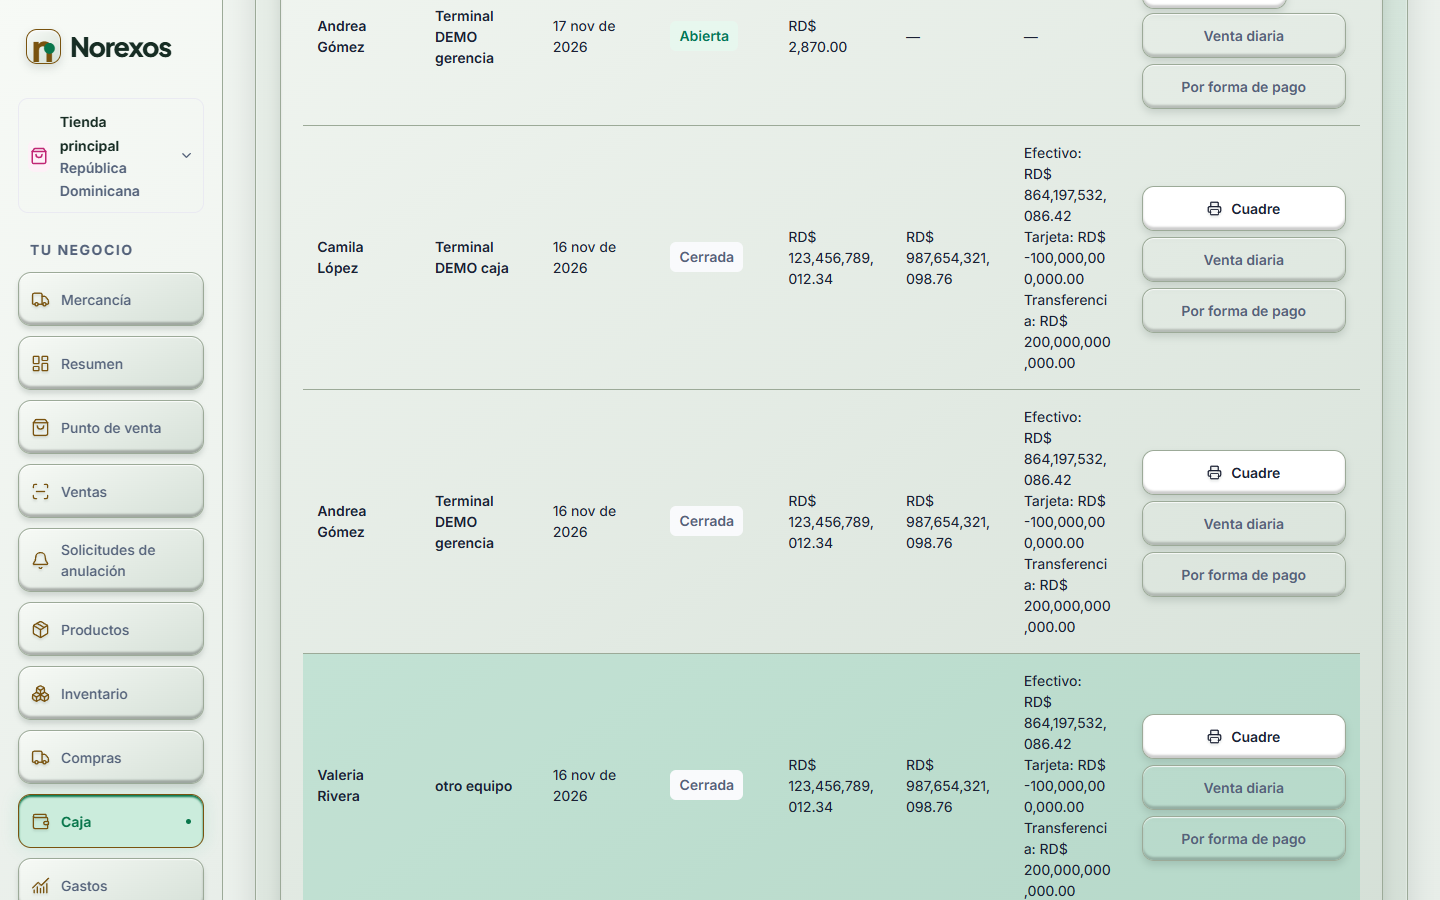 Norexos
Tienda
principal
República
Dominicana
TU NEGOCIO
Mercancía
Resumen
Punto de venta
Ventas
Solicitudes de
anulación
Productos
Inventario
Compras
Caja
Gastos
Andrea
Gómez
Terminal
DEMO
gerencia
17 nov de
2026
Abierta
RD$
2,870.00
—
—
Venta diaria
Por forma de pago
Camila
López
Terminal
DEMO caja
16 nov de
2026
Cerrada
RD$
123,456,789,
012.34
RD$
987,654,321,
098.76
Efectivo:
RD$
864,197,532,
086.42
Tarjeta: RD$
-100,000,00
0,000.00
Transferenci
a: RD$
200,000,000
,000.00
Cuadre
Venta diaria
Por forma de pago
Andrea
Gómez
Terminal
DEMO
gerencia
16 nov de
2026
Cerrada
RD$
123,456,789,
012.34
RD$
987,654,321,
098.76
Efectivo:
RD$
864,197,532,
086.42
Tarjeta: RD$
-100,000,00
0,000.00
Transferenci
a: RD$
200,000,000
,000.00
Cuadre
Venta diaria
Por forma de pago
Valeria
Rivera
otro equipo
16 nov de
2026
Cerrada
RD$
123,456,789,
012.34
RD$
987,654,321,
098.76
Efectivo:
RD$
864,197,532,
086.42
Tarjeta: RD$
-100,000,00
0,000.00
Transferenci
a: RD$
200,000,000
,000.00
Cuadre
Venta diaria
Por forma de pago